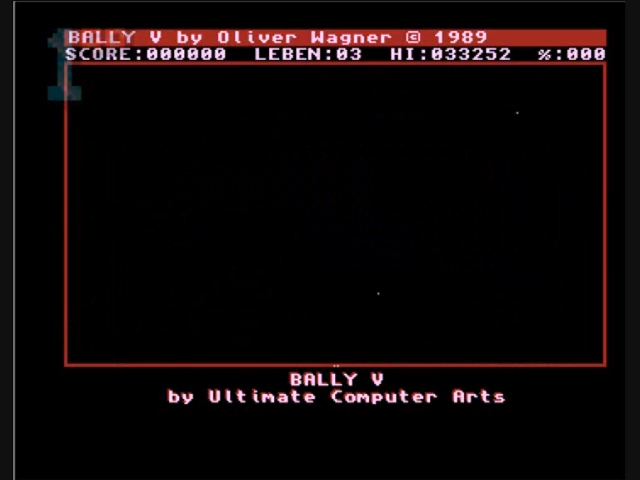 BALLY V by Oliver Wagner © 1989
SCORE:000000 LEBEN:03 HI:033252 %:000
BALLY V
by Ultimate Computer Arts